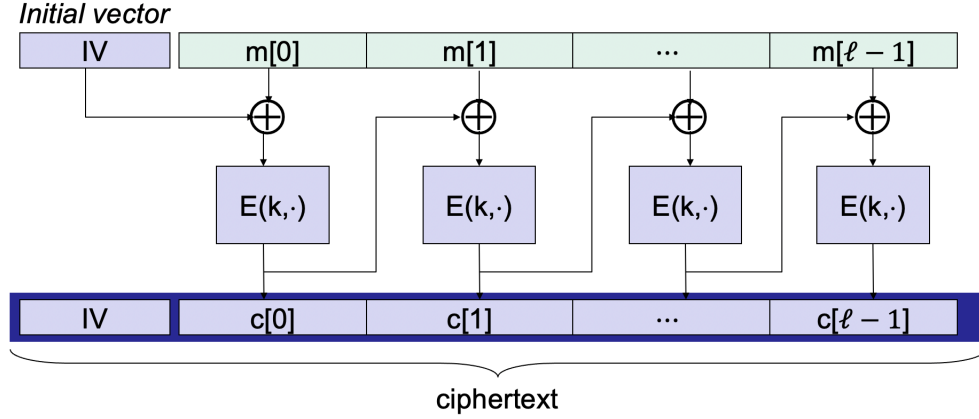 Initial vector
IV m[0] m[1] ⋯ m[ℓ − 1]
E(k,·) E(k,·) E(k,·) E(k,·)
IV c[0] c[1] ⋯ c[ℓ − 1]
ciphertext